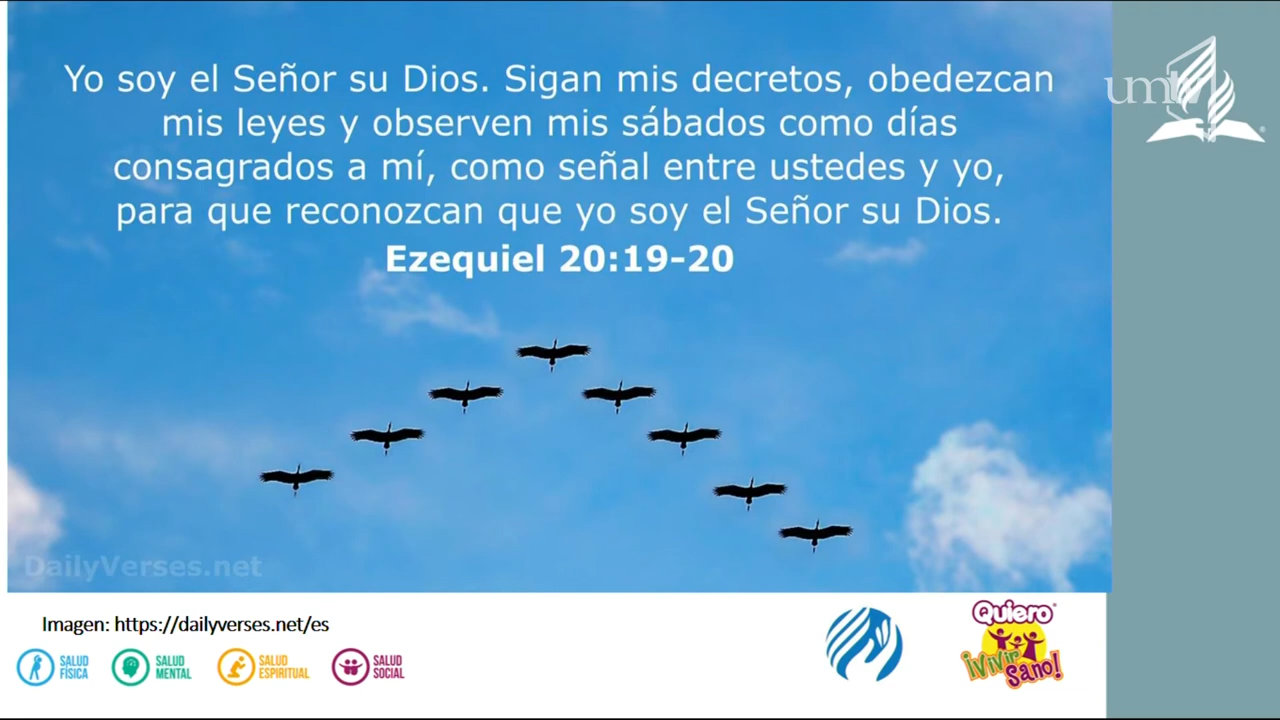 Yo soy el Señor su Dios. Sigan mis decretos, obedezcan
mis leyes y observen mis sábados como días
consagrados a mí, como señal entre ustedes y yo,
para que reconozcan que yo soy el Señor su Dios.
Ezequiel 20:19-20
DailyVerses.net
Imagen: https://dailyverses.net/es
SALUD
FÍSICA
SALUD
MENTAL
SALUD
ESPIRITUAL
SALUD
SOCIAL
Quiero
¡Vivir
Sano!